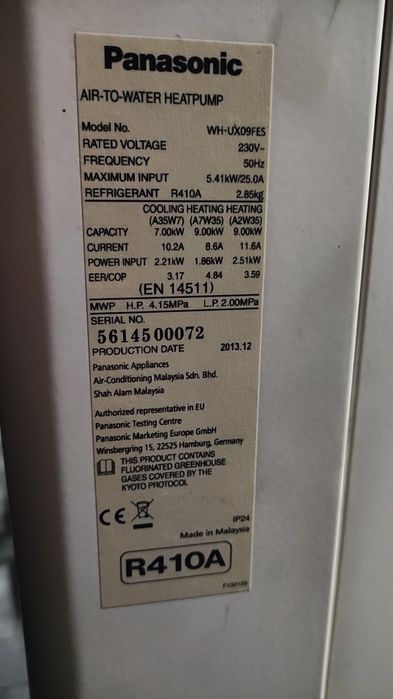 Panasonic
AIR-TO-WATER HEATPUMP
Model No. WH-UX09FES
RATED VOLTAGE 230V~
FREQUENCY 50Hz
MAXIMUM INPUT 5.41kW/25.0A
REFRIGERANT R410A 2.85kg
COOLING HEATING HEATING
(A35W7) (A7W35) (A2W35)
CAPACITY 7.00kW 9.00kW 9.00kW
CURRENT 10.2A 8.6A 11.6A
POWER INPUT 2.21kW 1.86kW 2.51kW
EER/COP 3.17 4.84 3.59
(EN 14511)
MWP H.P. 4.15MPa L.P. 2.00MPa
SERIAL NO.
5614500072
PRODUCTION DATE 2013.12
Panasonic Appliances
Air-Conditioning Malaysia Sdn. Bhd.
Shah Alam Malaysia
Authorized representative in EU
Panasonic Testing Centre
Panasonic Marketing Europe GmbH
Winsbergring 15, 22525 Hamburg, Germany
THIS PRODUCT CONTAINS
FLUORINATED GREENHOUSE
GASES COVERED BY THE
KYOTO PROTOCOL
CE
IP24
Made in Malaysia
R410A